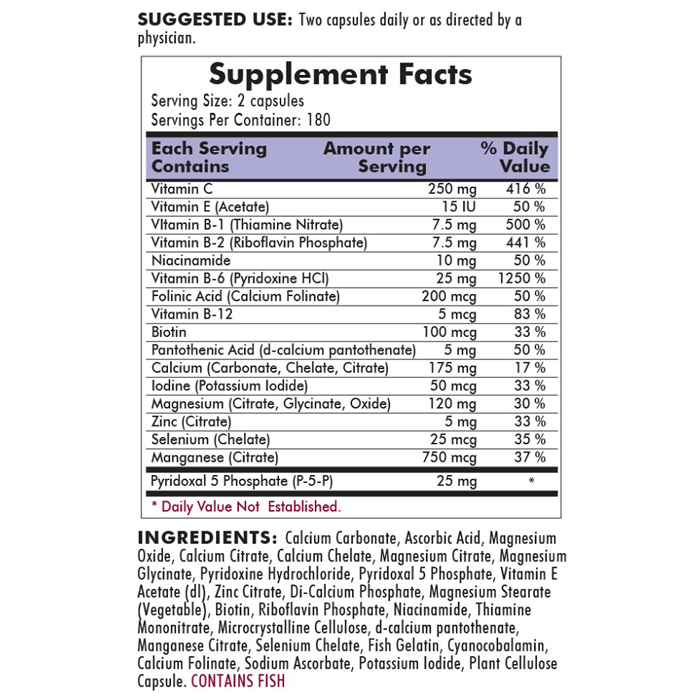 SUGGESTED USE: Two capsules daily or as directed by a
physician.
Supplement Facts
Serving Size: 2 capsules
Servings Per Container: 180
Each Serving Contains Amount per Serving % Daily Value
Vitamin C 250 mg 416 %
Vitamin E (Acetate) 15 IU 50 %
VItamin B-1 (Thiamine Nitrate) 7.5 mg 500 %
Vitamin B-2 (Riboflavin Phosphate) 7.5 mg 441 %
Niacinamide 10 mg 50 %
Vitamin B-6 (Pyridoxine HCl) 25 mg 1250 %
Folinic Acid (Calcium Folinate) 200 mcg 50 %
Vitamin B-12 5 mcg 83 %
Biotin 100 mcg 33 %
Pantothenic Acid (d-calcium pantothenate) 5 mg 50 %
Calcium (Carbonate, Chelate, Citrate) 175 mg 17 %
Iodine (Potassium Iodide) 50 mcg 33 %
Magnesium (Citrate, Glycinate, Oxide) 120 mg 30 %
Zinc (Citrate) 5 mg 33 %
Selenium (Chelate) 25 mcg 35 %
Manganese (Citrate) 750 mcg 37 %
Pyridoxal 5 Phosphate (P-5-P) 25 mg *
* Daily Value Not Established.
INGREDIENTS: Calcium Carbonate, Ascorbic Acid, Magnesium
Oxide, Calcium Citrate, Calcium Chelate, Magnesium Citrate, Magnesium
Glycinate, Pyridoxine Hydrochloride, Pyridoxal 5 Phosphate, Vitamin E
Acetate (dl), Zinc Citrate, Di-Calcium Phosphate, Magnesium Stearate
(Vegetable), Biotin, Riboflavin Phosphate, Niacinamide, Thiamine
Mononitrate, Microcrystalline Cellulose, d-calcium pantothenate,
Manganese Citrate, Selenium Chelate, Fish Gelatin, Cyanocobalamin,
Calcium Folinate, Sodium Ascorbate, Potassium Iodide, Plant Cellulose
Capsule. CONTAINS FISH